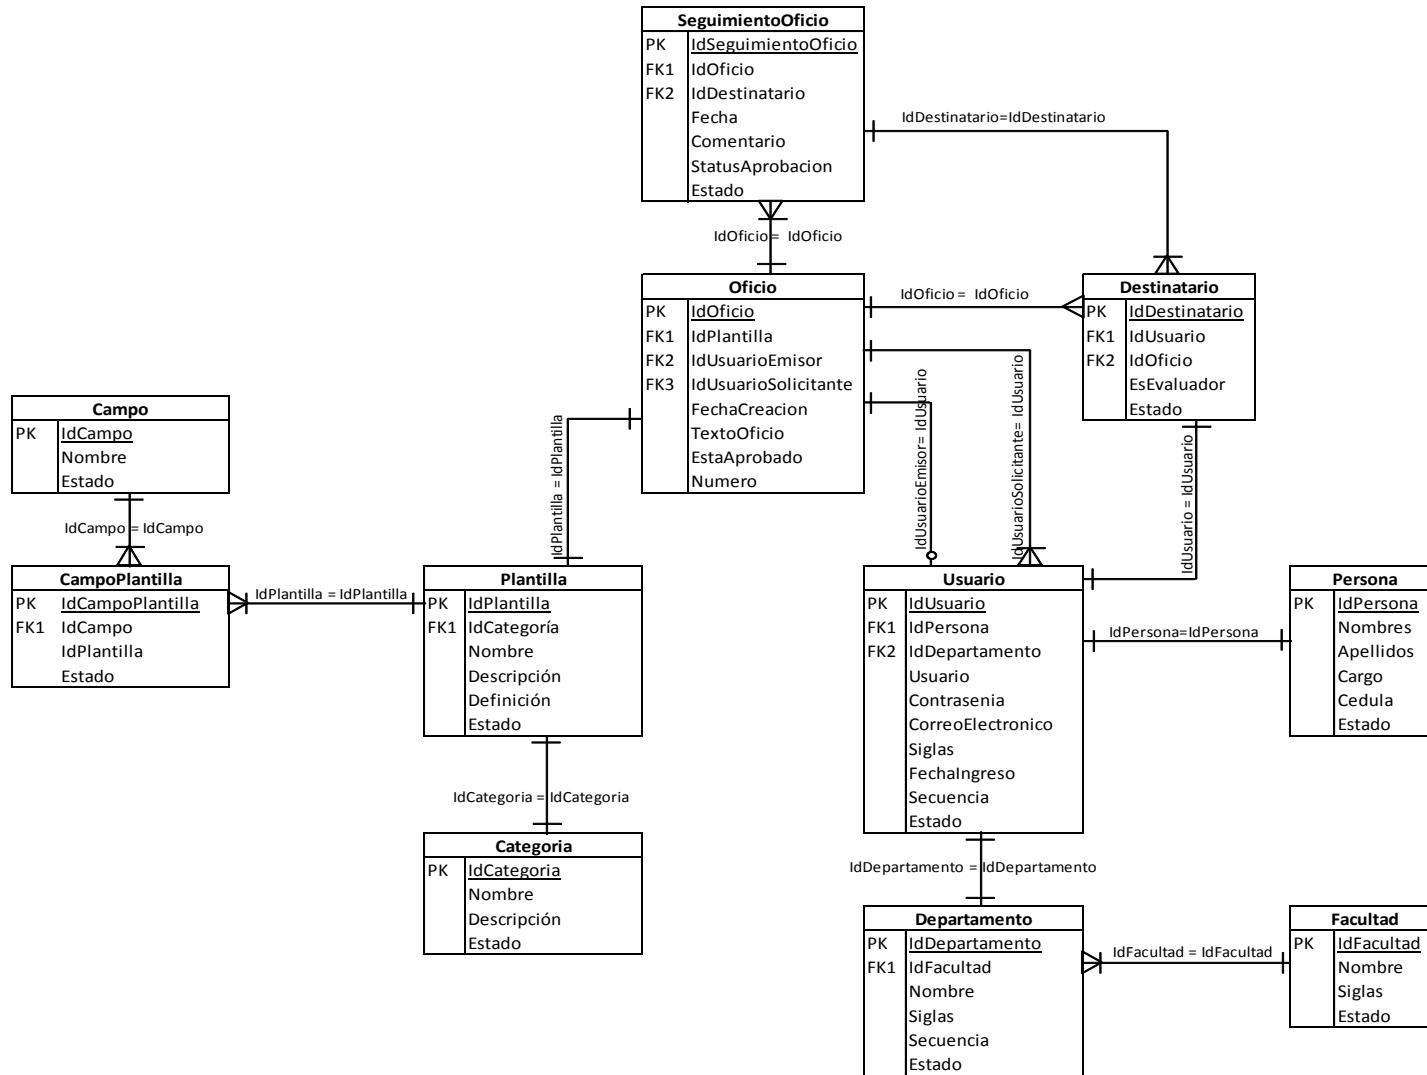 SeguimientoOficio
PK IdSeguimientoOficio
FK1 IdOficio
FK2 IdDestinatario
Fecha
Comentario
StatusAprobacion
Estado
IdDestinatario=IdDestinatario
IdOficio = IdOficio
Oficio
PK IdOficio
FK1 IdPlantilla
FK2 IdUsuarioEmisor
FK3 IdUsuarioSolicitante
FechaCreacion
TextoOficio
EstaAprobado
Numero
IdOficio = IdOficio
Destinatario
PK IdDestinatario
FK1 IdUsuario
FK2 IdOficio
EsEvaluador
Estado
IdUsuarioEmisor= IdUsuario
IdUsuarioSolicitante= IdUsuario
IdUsuario = IdUsuario
IdPlantilla = IdPlantilla
Campo
PK IdCampo
Nombre
Estado
IdCampo = IdCampo
CampoPlantilla
PK IdCampoPlantilla
FK1 IdCampo
IdPlantilla
Estado
IdPlantilla = IdPlantilla
Plantilla
PK IdPlantilla
FK1 IdCategoría
Nombre
Descripción
Definición
Estado
IdCategoria = IdCategoria
Categoria
PK IdCategoria
Nombre
Descripción
Estado
Usuario
PK IdUsuario
FK1 IdPersona
FK2 IdDepartamento
Usuario
Contrasenia
CorreoElectronico
Siglas
FechaIngreso
Secuencia
Estado
IdPersona=IdPersona
Persona
PK IdPersona
Nombres
Apellidos
Cargo
Cedula
Estado
IdDepartamento = IdDepartamento
Departamento
PK IdDepartamento
FK1 IdFacultad
Nombre
Siglas
Secuencia
Estado
IdFacultad = IdFacultad
Facultad
PK IdFacultad
Nombre
Siglas
Estado